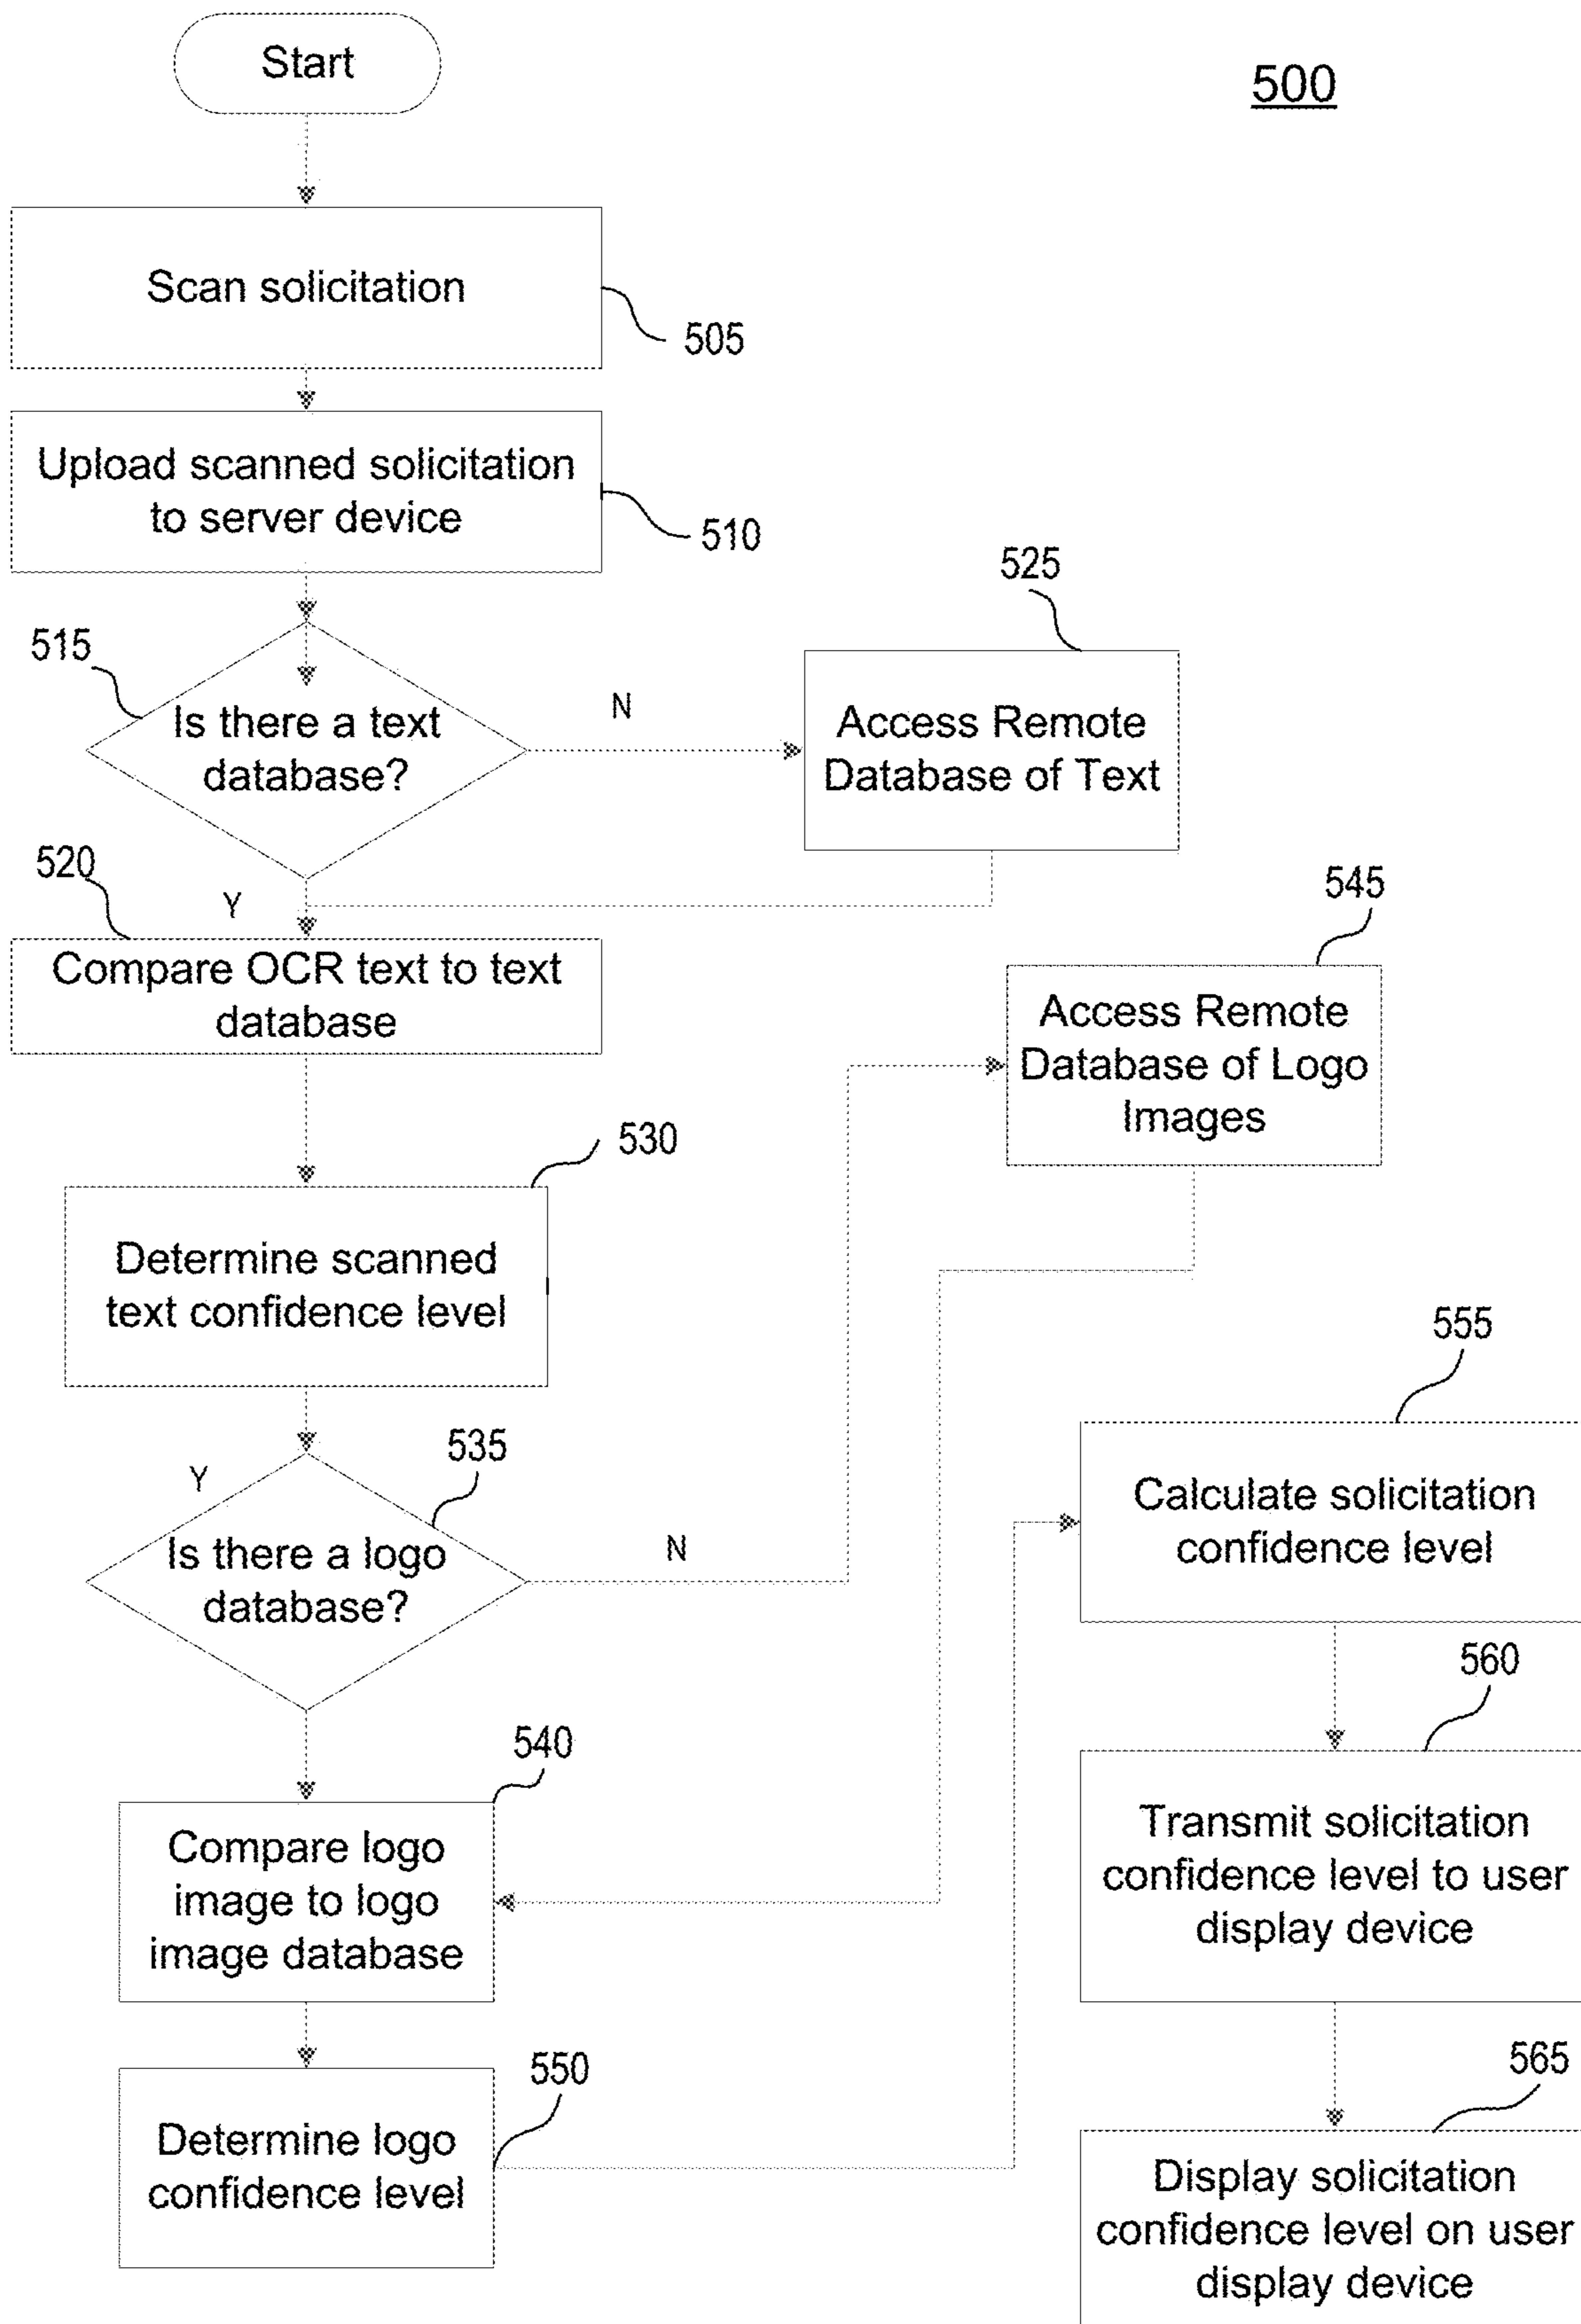 Start
500
Scan solicitation
505
Upload scanned solicitation
to server device
510
525
515
Is there a text
database?
N
Access Remote
Database of Text
520
Y
Compare OCR text to text
database
545
Access Remote
Database of Logo
Images
530
Determine scanned
text confidence level
555
535
Y
Is there a logo
database?
N
Calculate solicitation
confidence level
560
540
Compare logo
image to logo
image database
Transmit solicitation
confidence level to user
display device
550
Determine logo
confidence level
565
Display solicitation
confidence level on user
display device